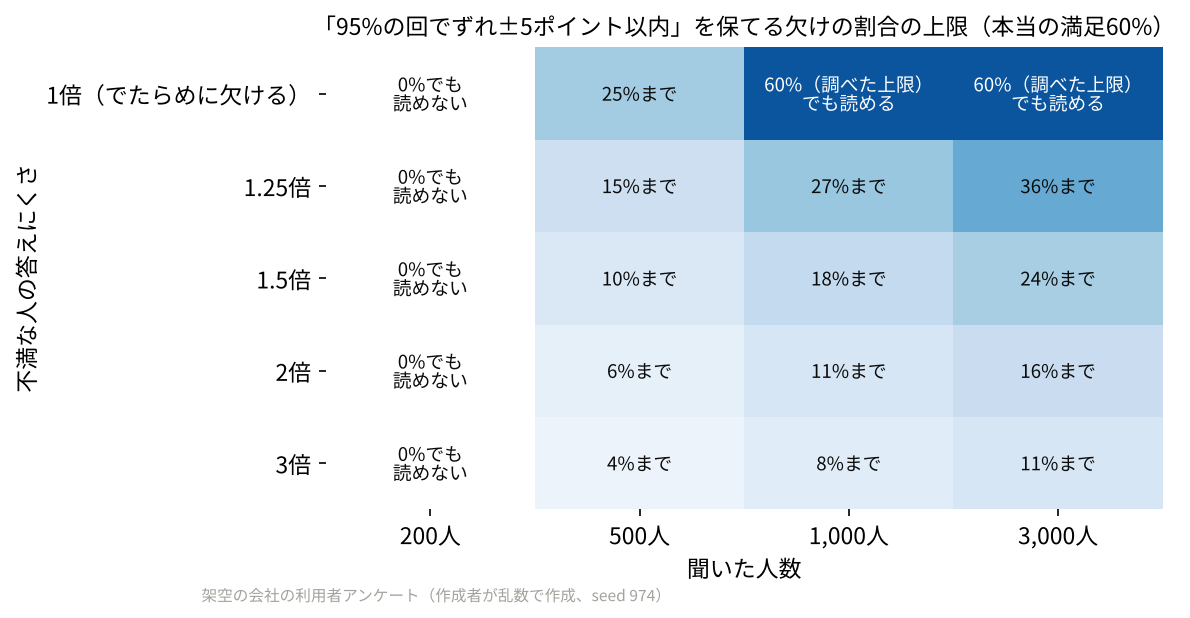 「95%の回でずれ±5ポイント以内」を保てる欠けの割合の上限（本当の満足60%）
不満な人の答えにくさ
1倍（でたらめに欠ける）
0%でも
読めない
25%まで
60%（調べた上限）
でも読める
60%（調べた上限）
でも読める
1.25倍
0%でも
読めない
15%まで
27%まで
36%まで
1.5倍
0%でも
読めない
10%まで
18%まで
24%まで
2倍
0%でも
読めない
6%まで
11%まで
16%まで
3倍
0%でも
読めない
4%まで
8%まで
11%まで
200人
500人
1,000人
3,000人
聞いた人数
架空の会社の利用者アンケート（作成者が乱数で作成、seed 974）